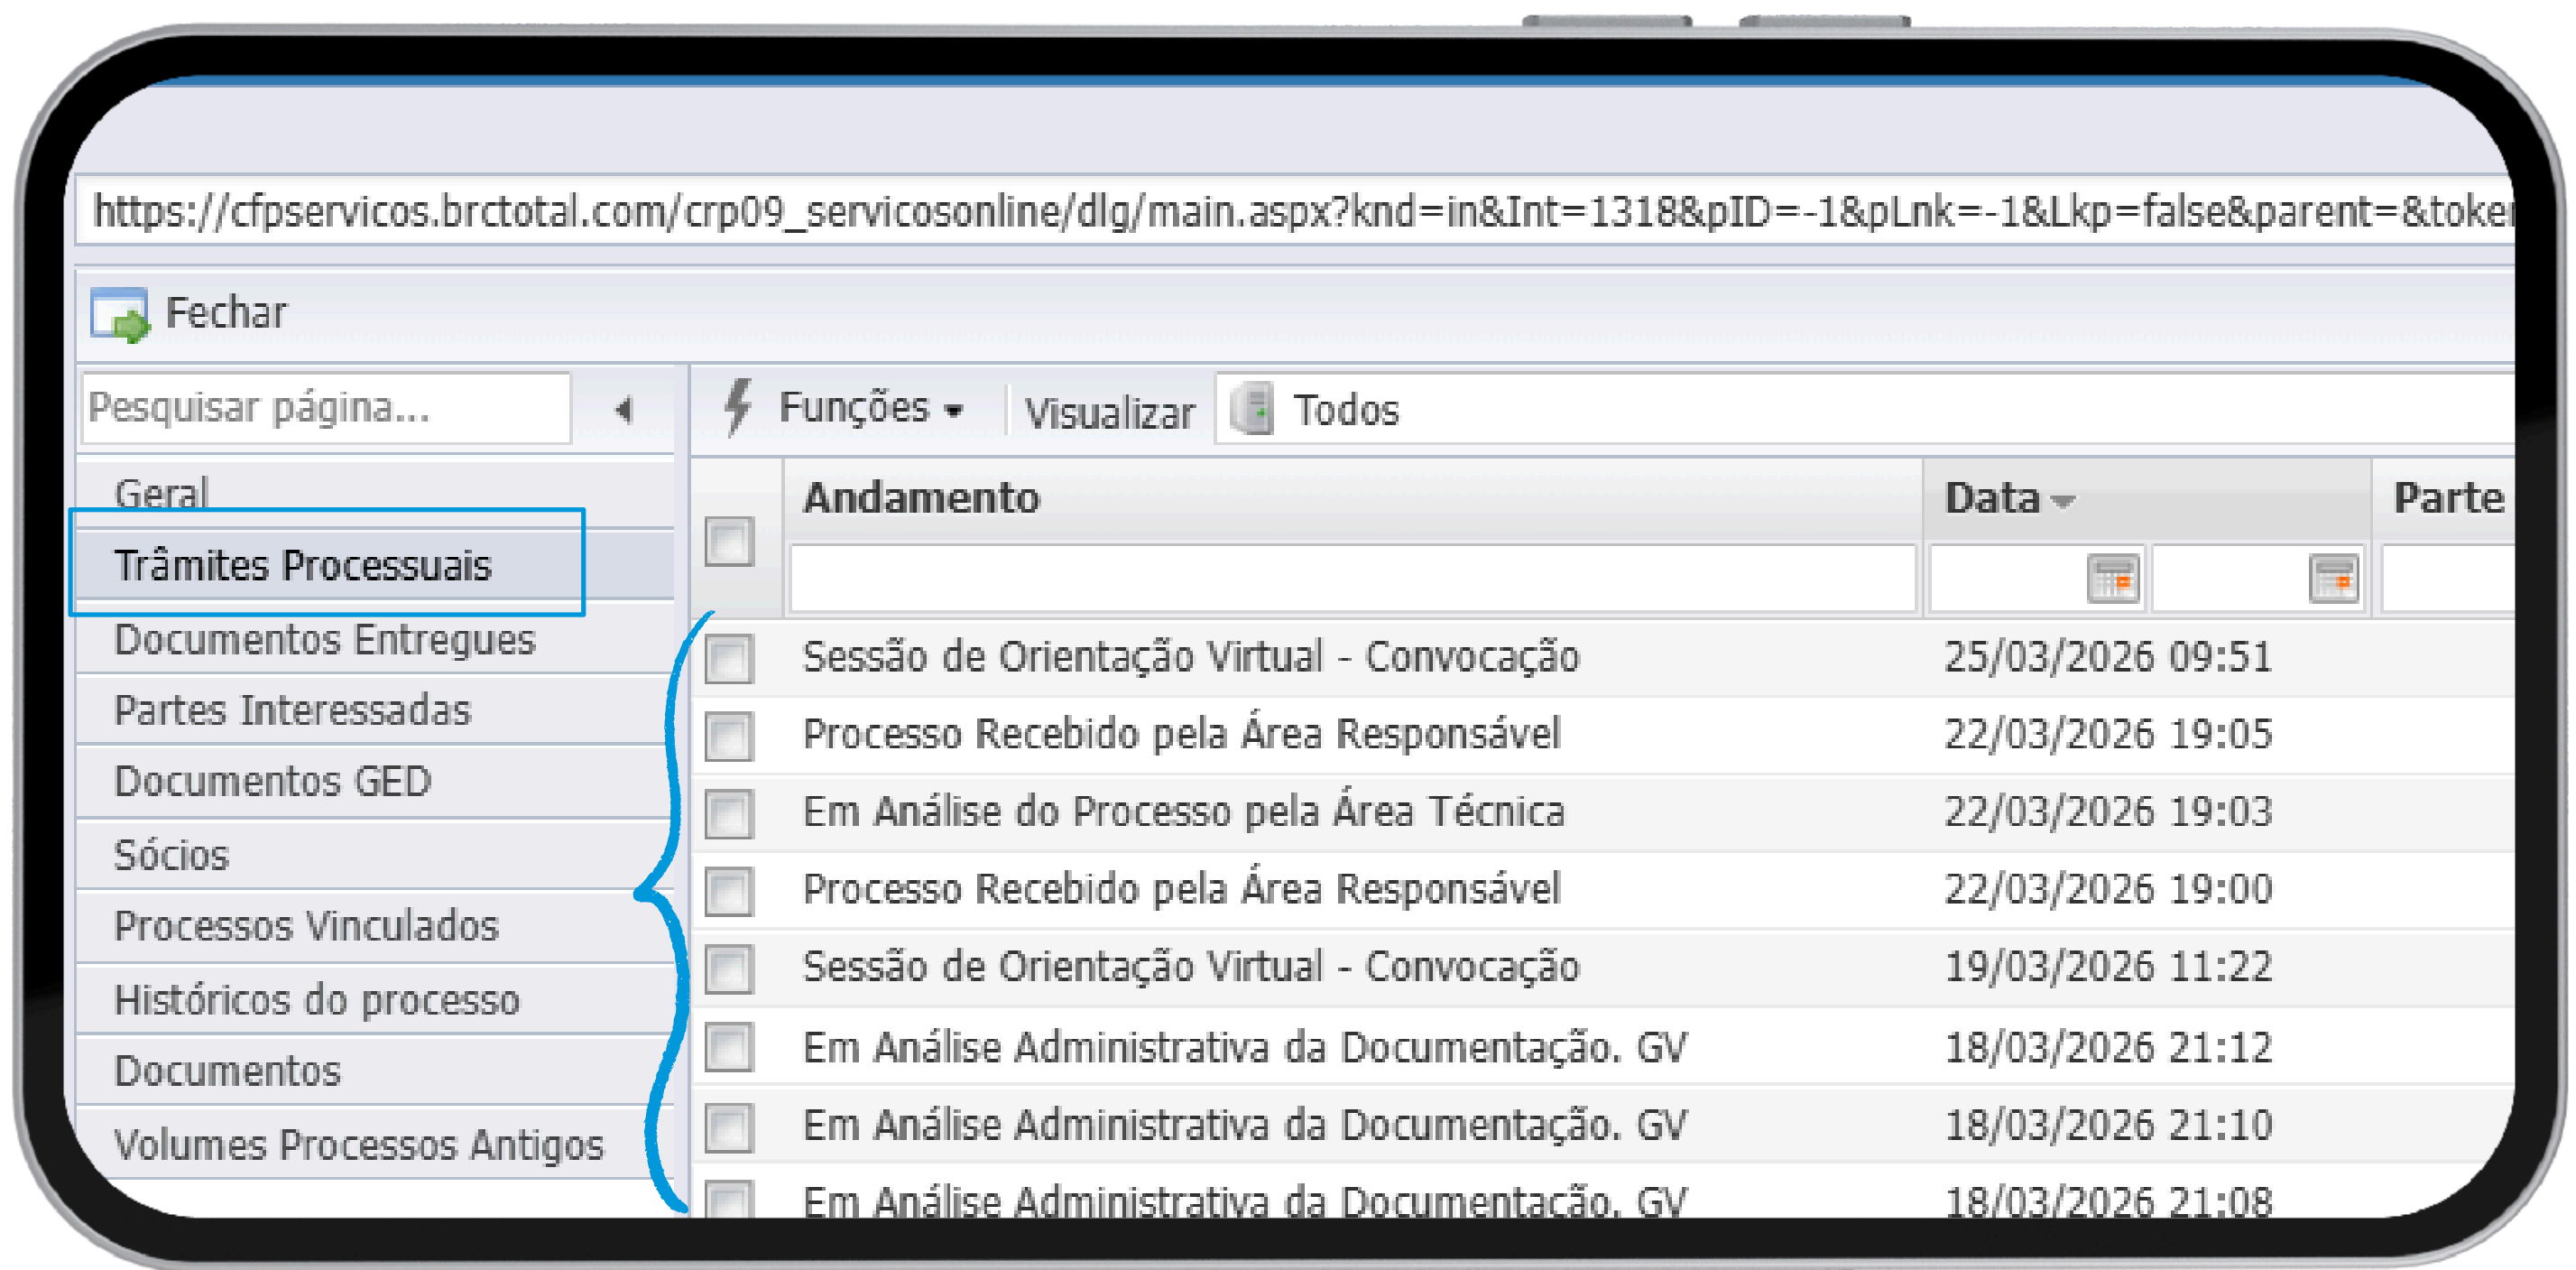 https://cfpservicos.brctotal.com/crp09_servicosonline/dlg/main.aspx?knd=in&Int=1318&pID=-1&pLnk=-1&Lkp=false&parent=&token
Fechar
Pesquisar página...
Funções
Visualizar
Todos
Geral
Trâmites Processuais
Documentos Entregues
Partes Interessadas
Documentos GED
Sócios
Processos Vinculados
Históricos do processo
Documentos
Volumes Processos Antigos
Andamento Data Parte
Sessão de Orientação Virtual - Convocação 25/03/2026 09:51
Processo Recebido pela Área Responsável 22/03/2026 19:05
Em Análise do Processo pela Área Técnica 22/03/2026 19:03
Processo Recebido pela Área Responsável 22/03/2026 19:00
Sessão de Orientação Virtual - Convocação 19/03/2026 11:22
Em Análise Administrativa da Documentação. GV 18/03/2026 21:12
Em Análise Administrativa da Documentação. GV 18/03/2026 21:10
Em Análise Administrativa da Documentação. GV 18/03/2026 21:08